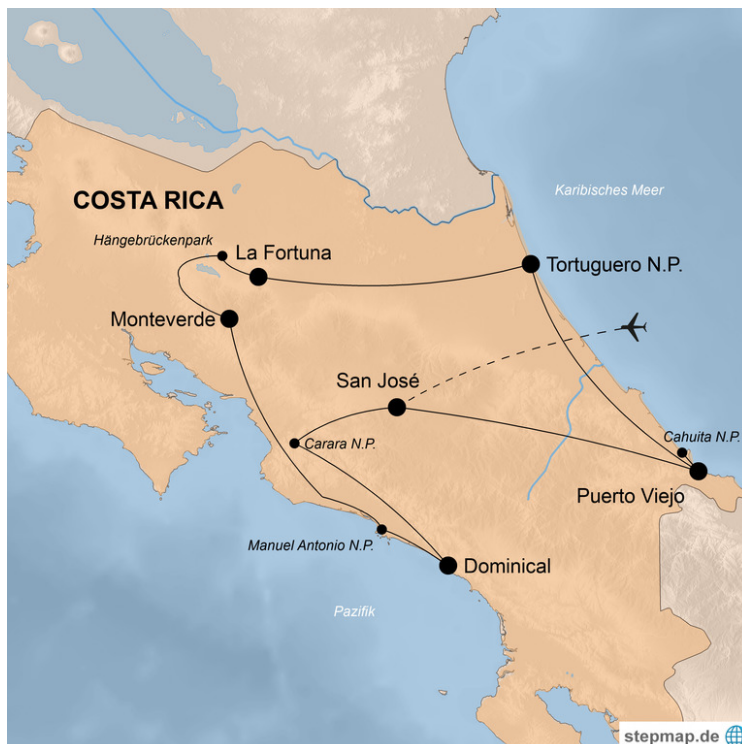 Karibisches Meer
COSTA RICA
Hängebrückenpark
La Fortuna
Tortuguero N.P.
Monteverde
San José
Carara N.P.
Cahuita N.P.
Puerto Viejo
Manuel Antonio N.P.
Dominical
Pazifik
stepmap.de